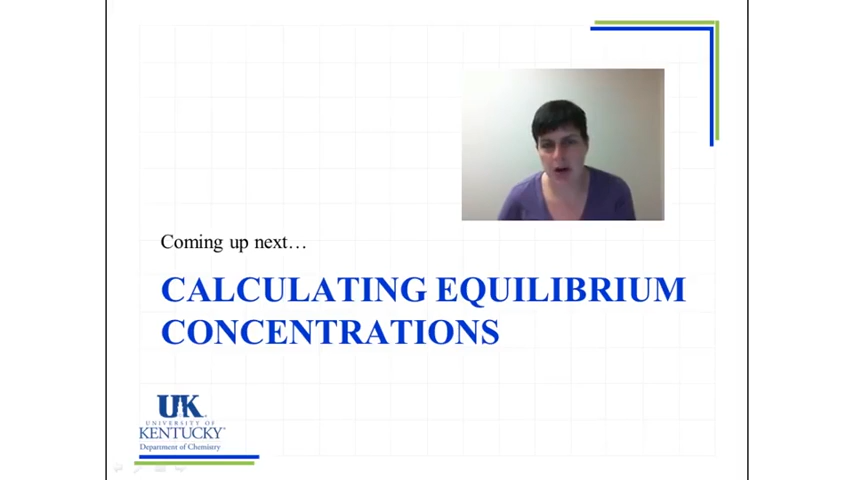 Coming up next…
CALCULATING EQUILIBRIUM
CONCENTRATIONS
UK
UNIVERSITY OF
KENTUCKY
Department of Chemistry